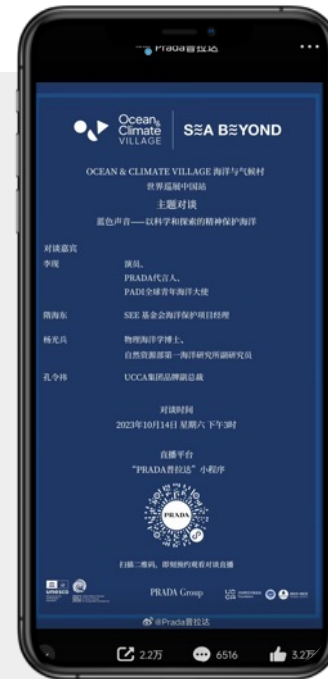 Prada普拉达
Ocean&
Climate
VILLAGE
SEA BEYOND
OCEAN & CLIMATE VILLAGE 海洋与气候村
世界巡展中国站
主题对谈
蓝色声音——以科学和探索的精神保护海洋
对谈嘉宾
李现 演员、
PRADA代言人、
PADI全球青年海洋大使
隋海东 SEE 基金会海洋保护项目经理
杨光兵 物理海洋学博士、
自然资源部第一海洋研究所副研究员
孔令祎 UCCA集团品牌副总裁
对谈时间
2023年10月14日 星期六 下午3时
直播平台
“PRADA普拉达”小程序
PRADA
扫描二维码，即刻预约观看对谈直播
unesco
PRADA Group
UCCA
@Prada普拉达
2.2万 6516 3.2万